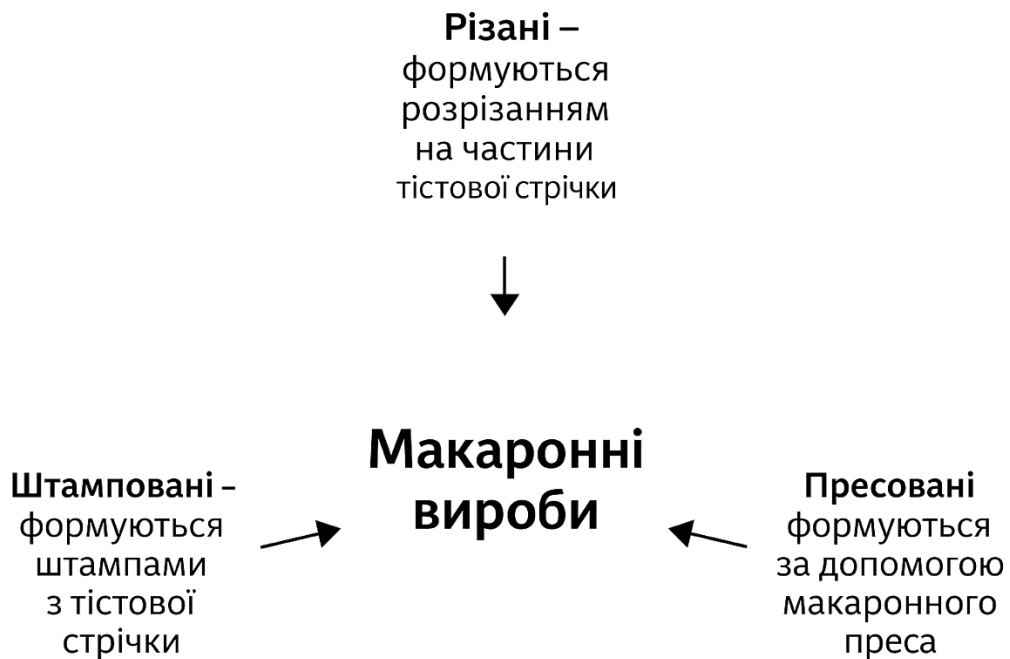 Різані –
формуються
розрізанням
на частини
тістової стрічки
Макаронні
вироби
Штамповані –
формуються
штампами
з тістової
стрічки
Пресовані
формуються
за допомогою
макаронного
преса